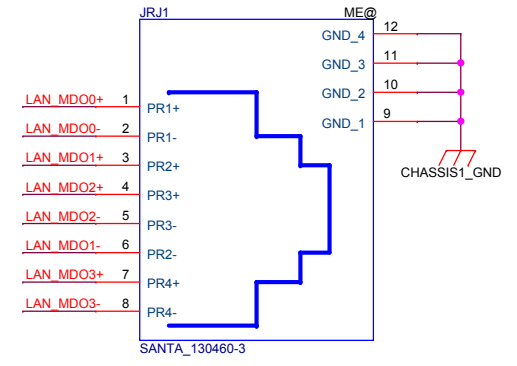 JRJ1 ME@
GND_4 12
GND_3 11
GND_2 10
GND_1 9
LAN_MDO0+ 1 PR1+
LAN_MDO0- 2 PR1-
LAN_MDO1+ 3 PR2+
LAN_MDO2+ 4 PR3+
LAN_MDO2- 5 PR3-
LAN_MDO1- 6 PR2-
LAN_MDO3+ 7 PR4+
LAN_MDO3- 8 PR4-
CHASSIS1_GND
SANTA_130460-3